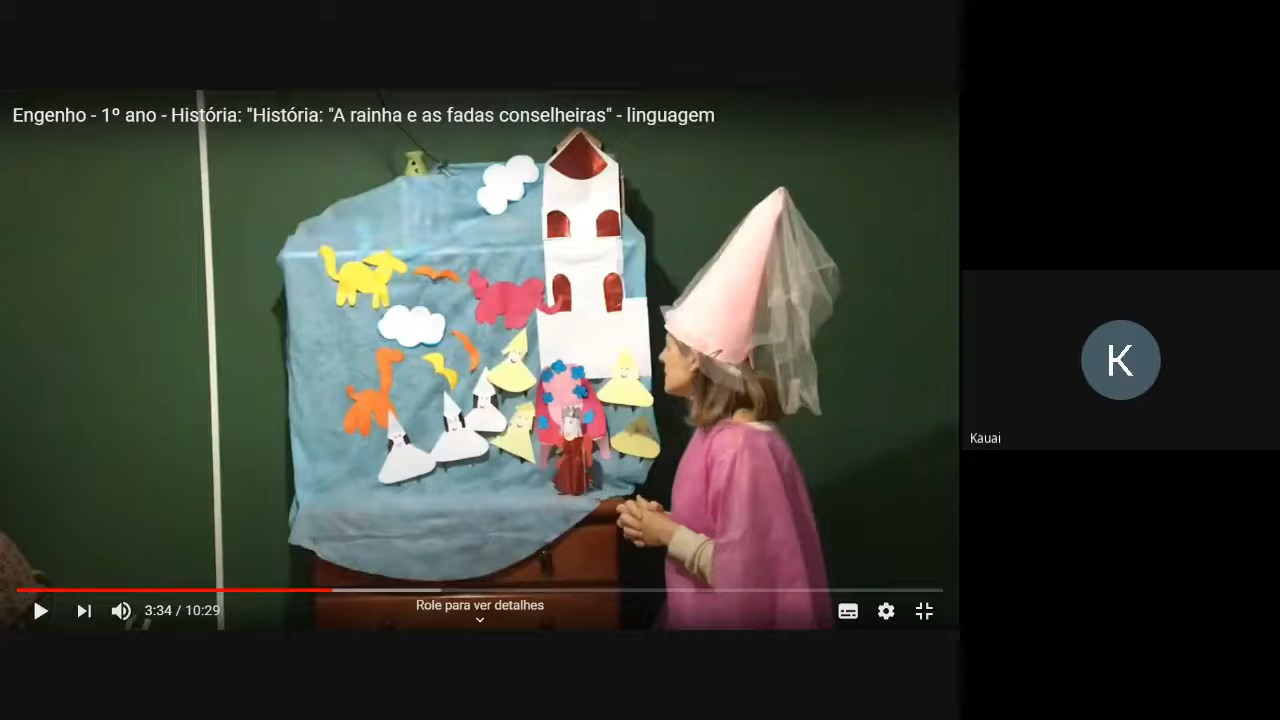 Engenho - 1º ano - História: "História: "A rainha e as fadas conselheiras" - linguagem
K
Kauai
3:34 / 10:29
Role para ver detalhes